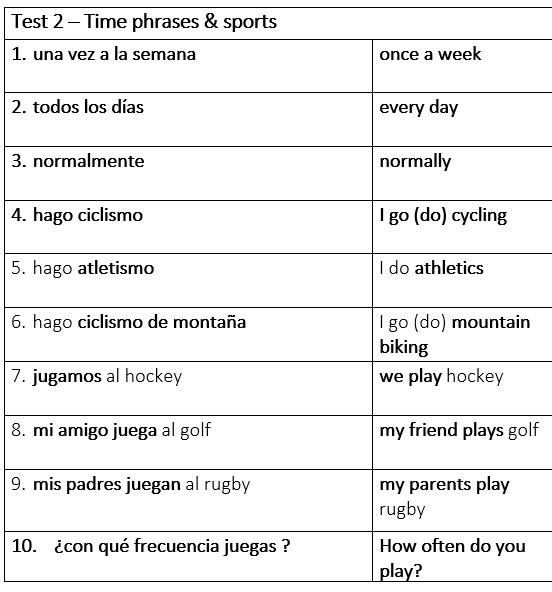 Test 2 – Time phrases & sports
1. una vez a la semana once a week
2. todos los días every day
3. normalmente normally
4. hago ciclismo I go (do) cycling
5. hago atletismo I do athletics
6. hago ciclismo de montaña I go (do) mountain
biking
7. jugamos al hockey we play hockey
8. mi amigo juega al golf my friend plays golf
9. mis padres juegan al rugby my parents play
rugby
10. ¿con qué frecuencia juegas ? How often do you
play?